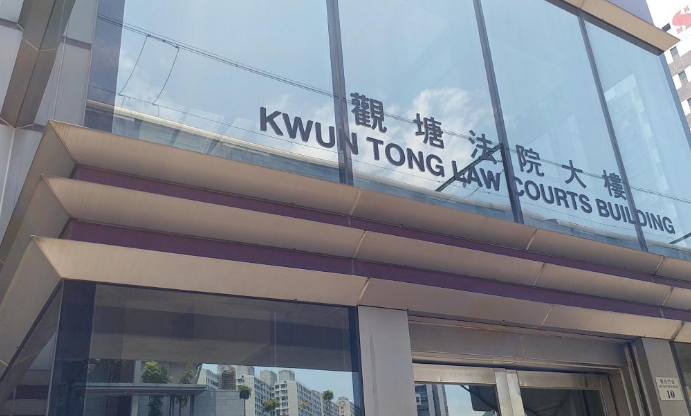 觀塘法院大樓
KWUN TONG LAW COURTS BUILDING
10